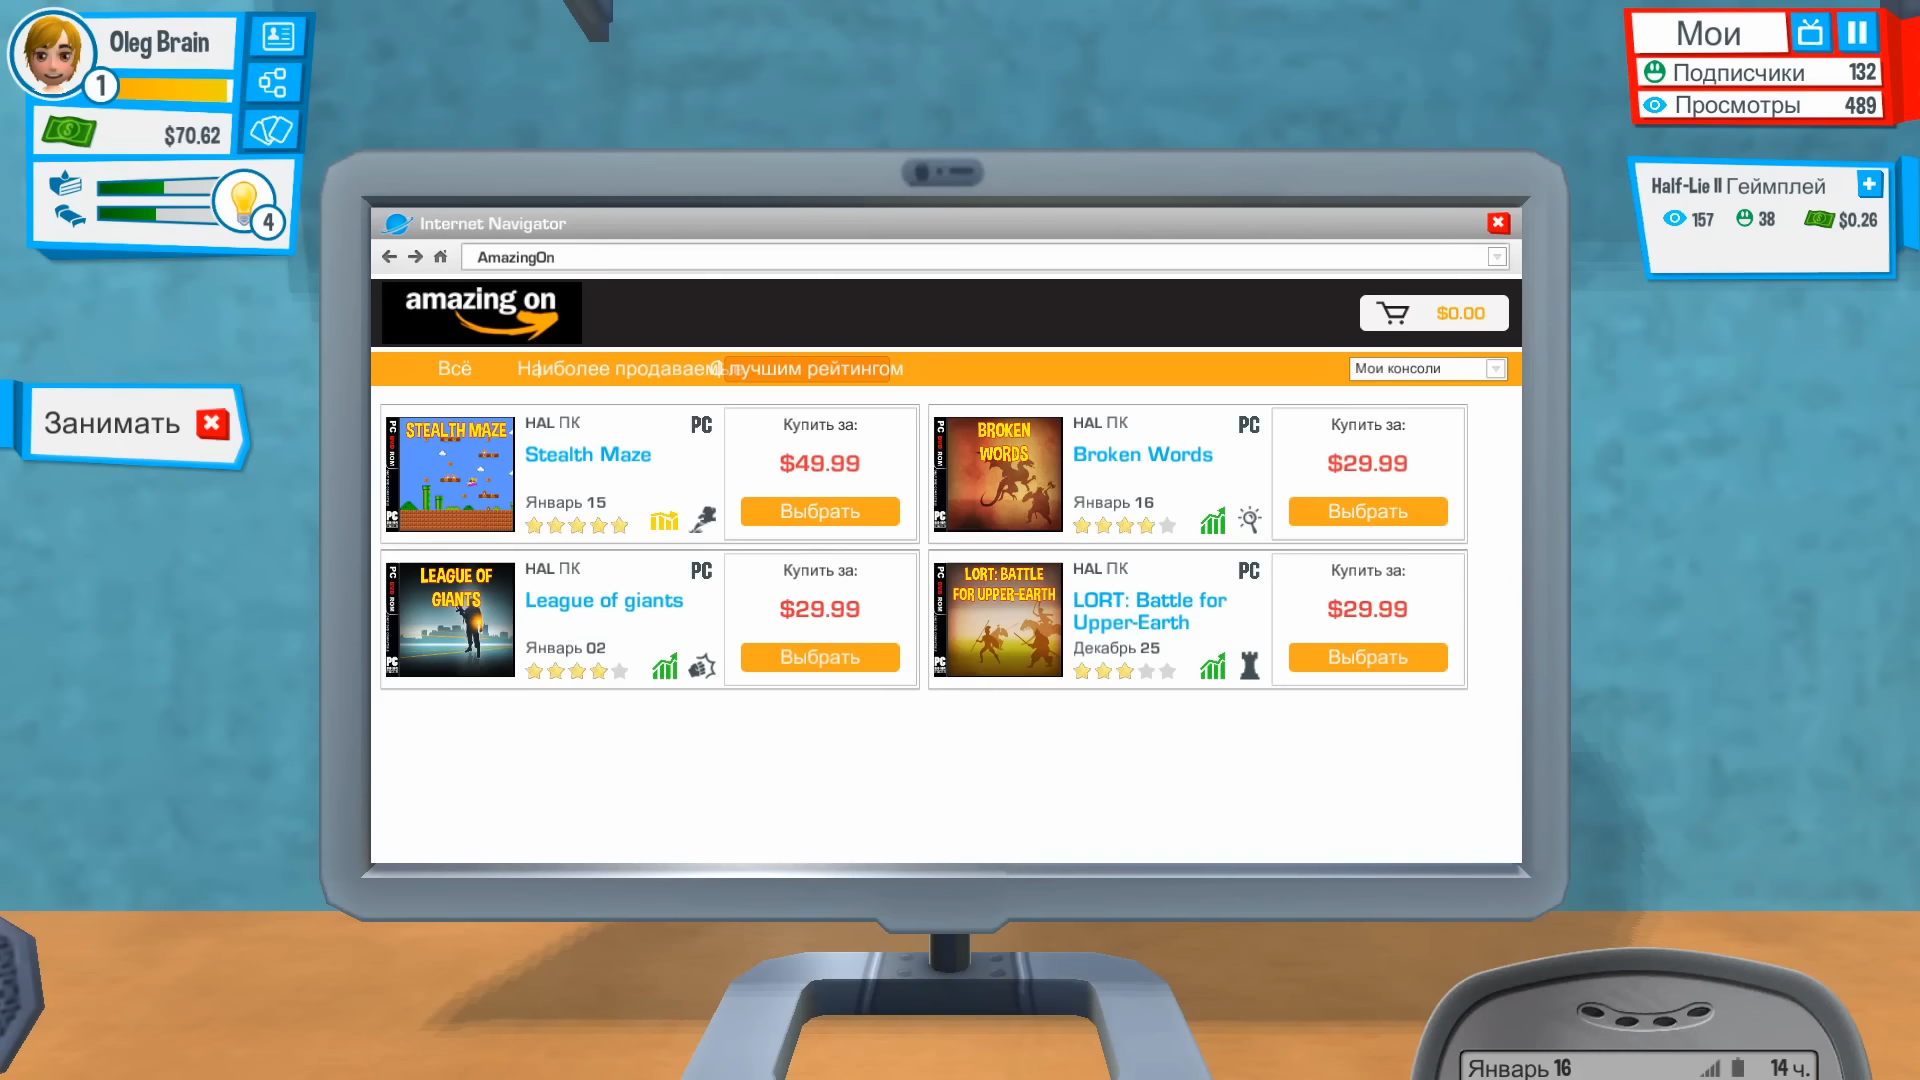 Oleg Brain
1
$70.62
4
Мои
Подписчики 132
Просмотры 489
Half-Lie II Геймплей
157 38 $0.26
Занимать
Internet Navigator
AmazingOn
amazing on
$0.00
Всё Наиболее продаваем лучшим рейтингом
Мои консоли
STEALTH MAZE
HAL ПК PC
Stealth Maze
Январь 15
Купить за:
$49.99
Выбрать
BROKEN WORDS
HAL ПК PC
Broken Words
Январь 16
Купить за:
$29.99
Выбрать
LEAGUE OF GIANTS
HAL ПК PC
League of giants
Январь 02
Купить за:
$29.99
Выбрать
LORT: BATTLE FOR UPPER-EARTH
HAL ПК PC
LORT: Battle for
Upper-Earth
Декабрь 25
Купить за:
$29.99
Выбрать
Январь 16 14 ч.